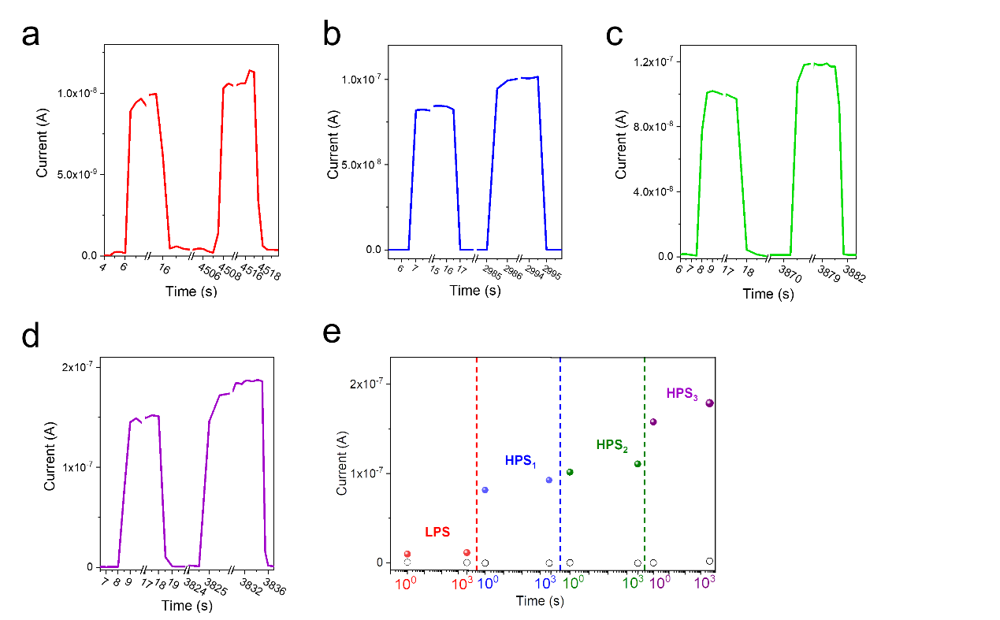 a
1.0x10⁻⁸
5.0x10⁻⁹
0.0
Current (A)
4 6 16 4506 4508 4516 4518
Time (s)
b
1.0x10⁻⁷
5.0x10⁻⁸
0.0
Current (A)
6 7 15 16 17 2985 2986 2994 2995
Time (s)
c
1.2x10⁻⁷
8.0x10⁻⁸
4.0x10⁻⁸
0.0
Current (A)
6 7 8 9 17 18 3870 3879 3882
Time (s)
d
2x10⁻⁷
1x10⁻⁷
0
Current (A)
7 8 9 17 18 19 3824 3825 3832 3836
Time (s)
e
2x10⁻⁷
1x10⁻⁷
0
Current (A)
LPS
HPS₁
HPS₂
HPS₃
10⁰ 10³ 10⁰ 10³ 10⁰ 10³ 10⁰ 10³
Time (s)